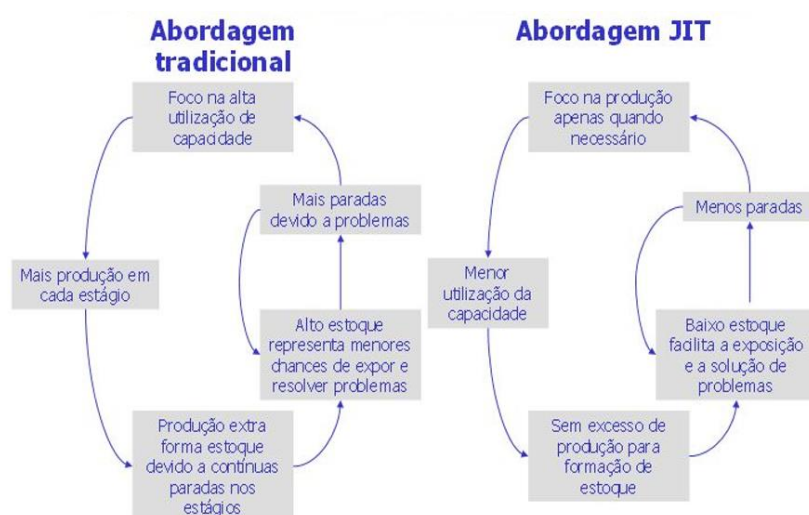 Abordagem
tradicional
Foco na alta
utilização de
capacidade
Mais paradas
devido a problemas
Mais produção em
cada estágio
Alto estoque
representa menores
chances de expor e
resolver problemas
Produção extra
forma estoque
devido a contínuas
paradas nos
estágios
Abordagem JIT
Foco na produção
apenas quando
necessário
Menos paradas
Menor
utilização da
capacidade
Baixo estoque
facilita a exposição
e a solução de
problemas
Sem excesso de
produção para
formação de
estoque